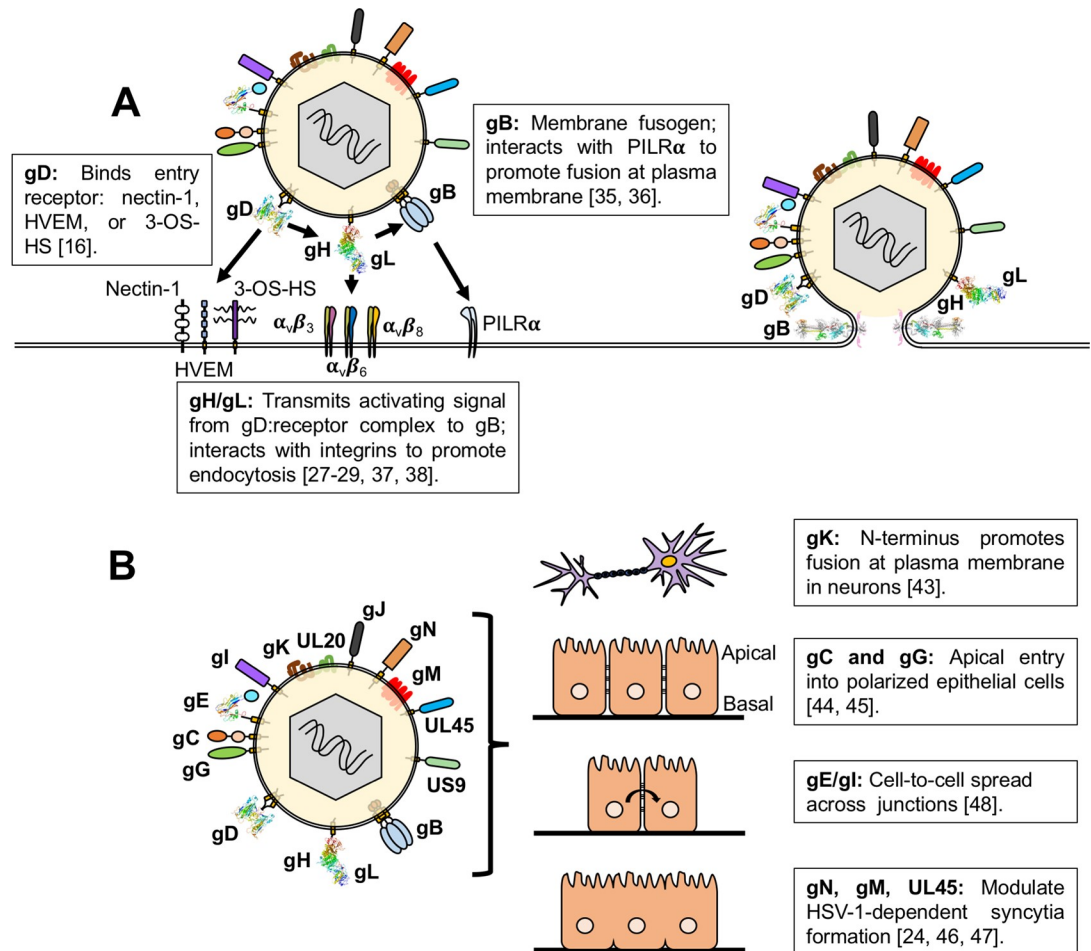 A
gD: Binds entry
receptor: nectin-1,
HVEM, or 3-OS-
HS [16].
gB: Membrane fusogen;
interacts with PILRα to
promote fusion at plasma
membrane [35, 36].
gD
gH
gL
gB
Nectin-1
3-OS-HS
HVEM
αvβ3
αvβ6
αvβ8
PILRα
gH/gL: Transmits activating signal
from gD:receptor complex to gB;
interacts with integrins to promote
endocytosis [27-29, 37, 38].
gD
gB
gH
gL
B
gJ
gK
UL20
gN
gI
gM
gE
UL45
gC
gG
US9
gD
gB
gH
gL
Apical
Basal
gK: N-terminus promotes
fusion at plasma membrane
in neurons [43].
gC and gG: Apical entry
into polarized epithelial cells
[44, 45].
gE/gI: Cell-to-cell spread
across junctions [48].
gN, gM, UL45: Modulate
HSV-1-dependent syncytia
formation [24, 46, 47].